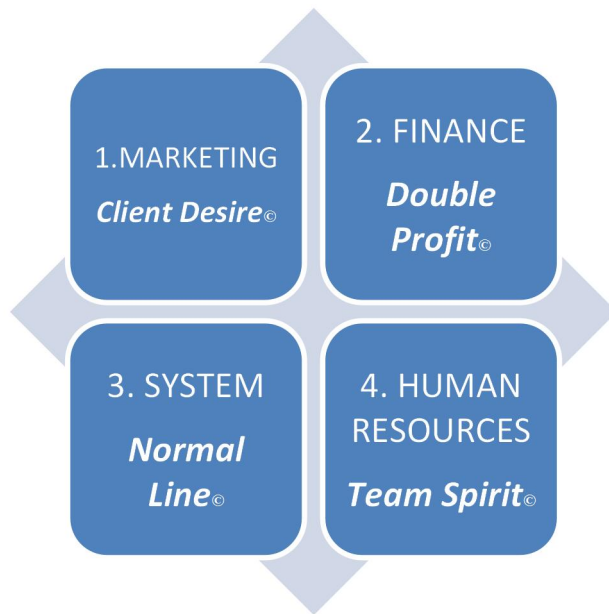 1.MARKETING
Client Desire©
2. FINANCE
Double
Profit©
3. SYSTEM
Normal
Line©
4. HUMAN
RESOURCES
Team Spirit©